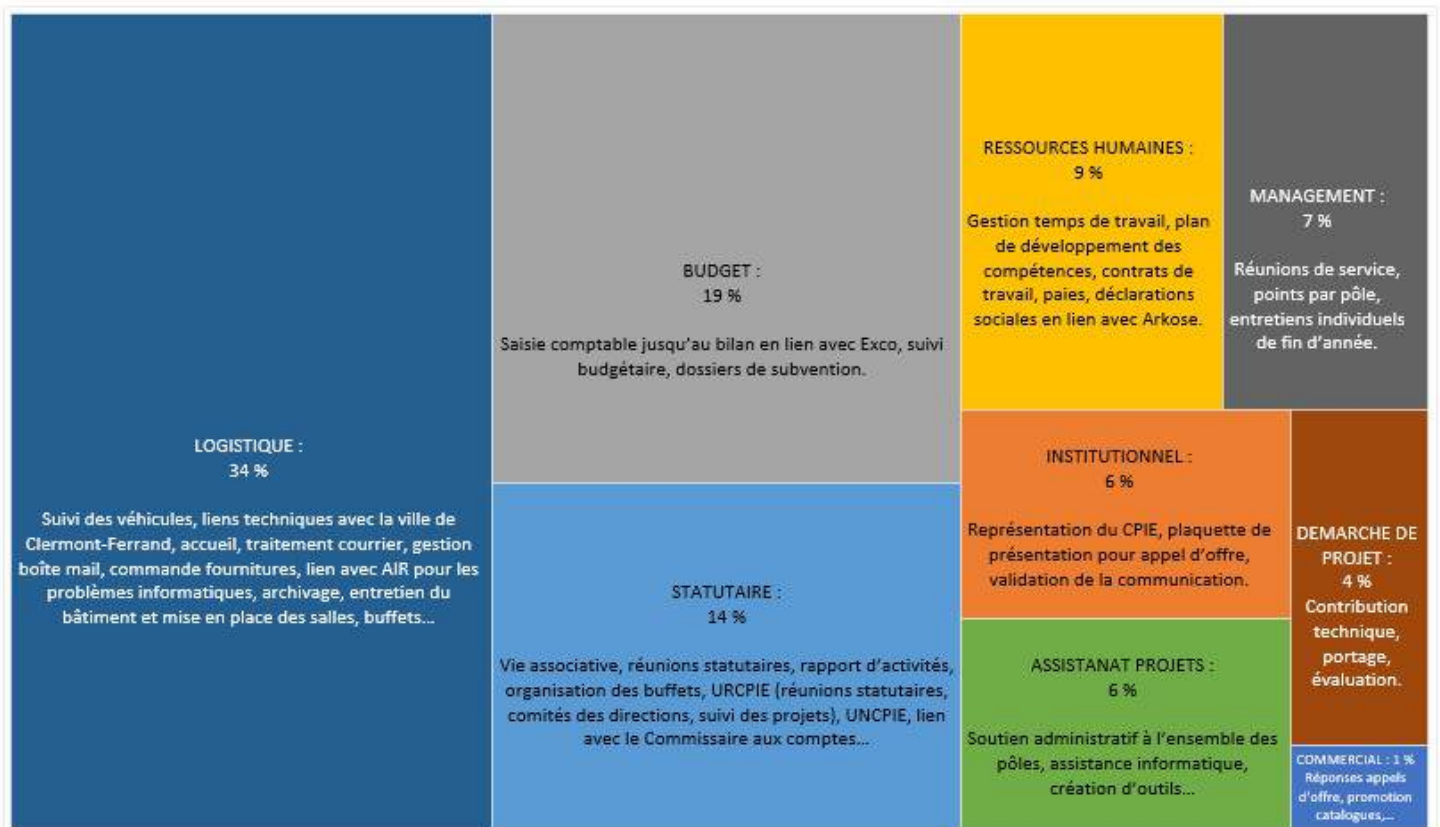 LOGISTIQUE :
34 %
Suivi des véhicules, liens techniques avec la ville de
Clermont-Ferrand, accueil, traitement courrier, gestion
boîte mail, commande fournitures, lien avec AIR pour les
problèmes informatiques, archivage, entretien du
bâtiment et mise en place des salles, buffets...
BUDGET :
19 %
Saisie comptable jusqu'au bilan en lien avec Exco, suivi
budgétaire, dossiers de subvention.
STATUTAIRE :
14 %
Vie associative, réunions statutaires, rapport d'activités,
organisation des buffets, URCPIE (réunions statutaires,
comités des directions, suivi des projets), UNCPIE, lien
avec le Commissaire aux comptes...
RESSOURCES HUMAINES :
9 %
Gestion temps de travail, plan
de développement des
compétences, contrats de
travail, paies, déclarations
sociales en lien avec Arkose.
MANAGEMENT :
7 %
Réunions de service,
points par pôle,
entretiens individuels
de fin d'année.
INSTITUTIONNEL :
6 %
Représentation du CPIE, plaquette de
présentation pour appel d'offre,
validation de la communication.
ASSISTANAT PROJETS :
6 %
Soutien administratif à l'ensemble des
pôles, assistance informatique,
création d'outils...
DEMARCHE DE
PROJET :
4 %
Contribution
technique,
portage,
évaluation.
COMMERCIAL : 1 %
Réponses appels
d'offre, promotion
catalogues,...